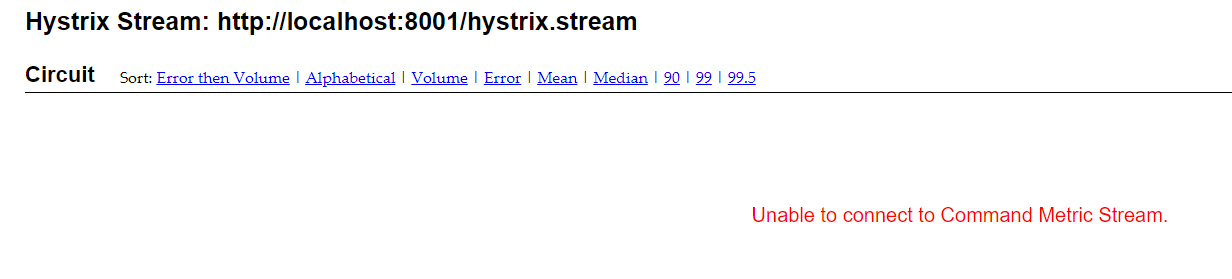 Hystrix Stream: http://localhost:8001/hystrix.stream
Circuit Sort: Error then Volume | Alphabetical | Volume | Error | Mean | Median | 90 | 99 | 99.5
Unable to connect to Command Metric Stream.